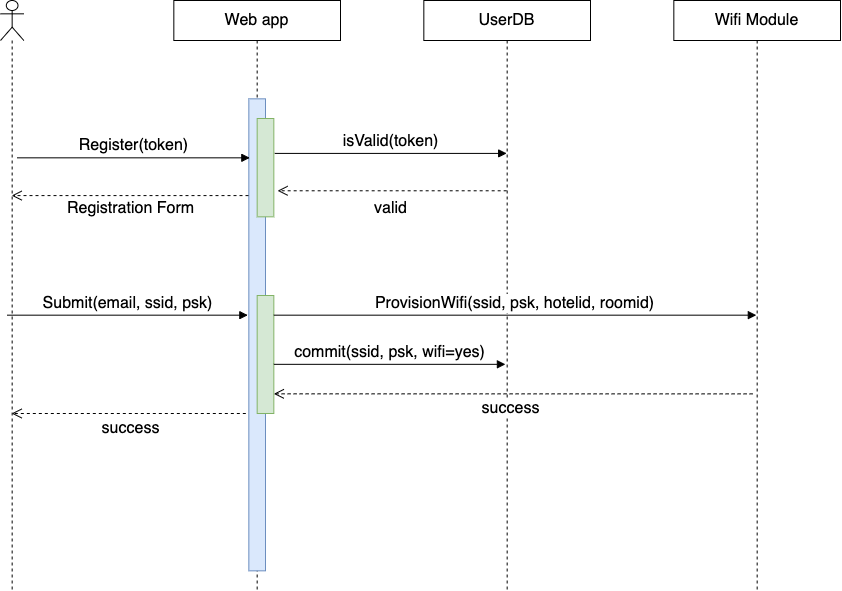 Web app
UserDB
Wifi Module
Register(token)
isValid(token)
Registration Form
valid
Submit(email, ssid, psk)
ProvisionWifi(ssid, psk, hotelid, roomid)
commit(ssid, psk, wifi=yes)
success
success